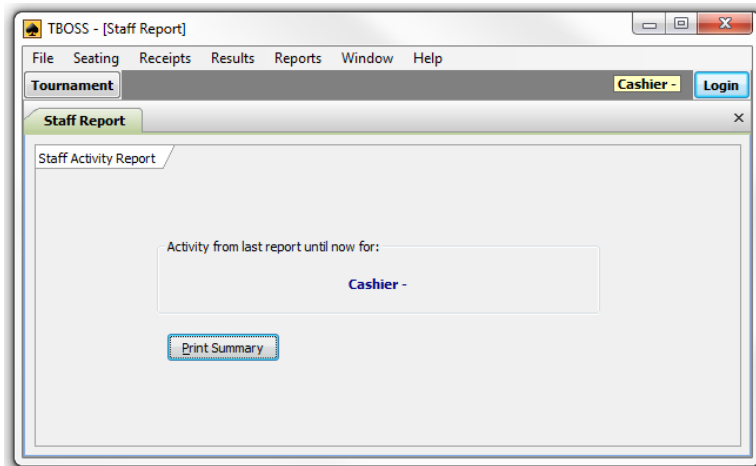 TBOSS - [Staff Report]
File Seating Receipts Results Reports Window Help
Tournament Cashier - Login
Staff Report
Staff Activity Report
Activity from last report until now for:
Cashier -
Print Summary